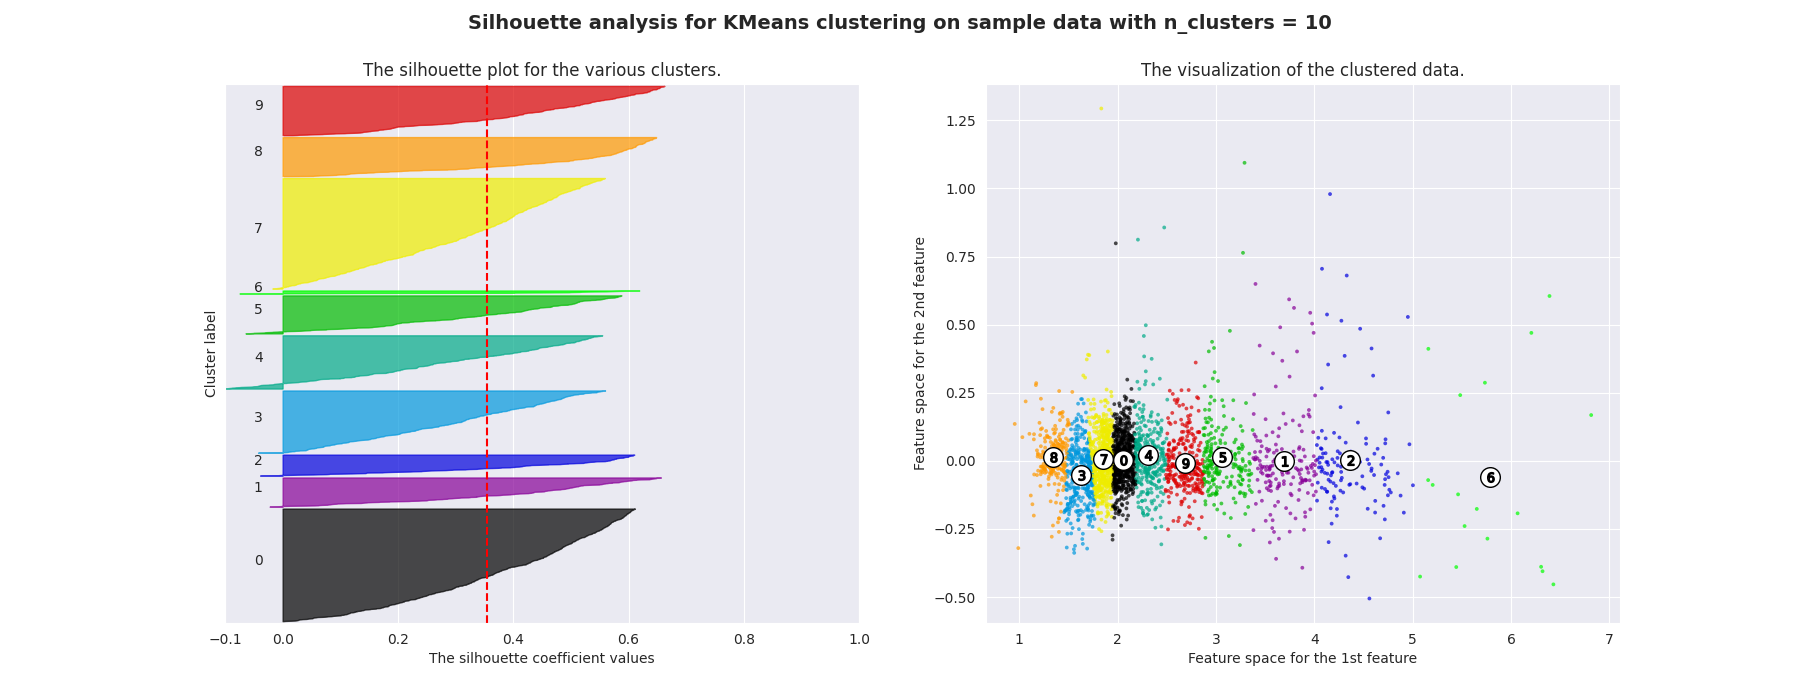 Silhouette analysis for KMeans clustering on sample data with n_clusters = 10
The silhouette plot for the various clusters.
Cluster label
9
8
7
6
5
4
3
2
1
0
−0.1 0.0 0.2 0.4 0.6 0.8 1.0
The silhouette coefficient values
The visualization of the clustered data.
Feature space for the 2nd feature
1.25
1.00
0.75
0.50
0.25
0.00
−0.25
−0.50
8 3 7 0 4 9 5 1 2 6
1 2 3 4 5 6 7
Feature space for the 1st feature